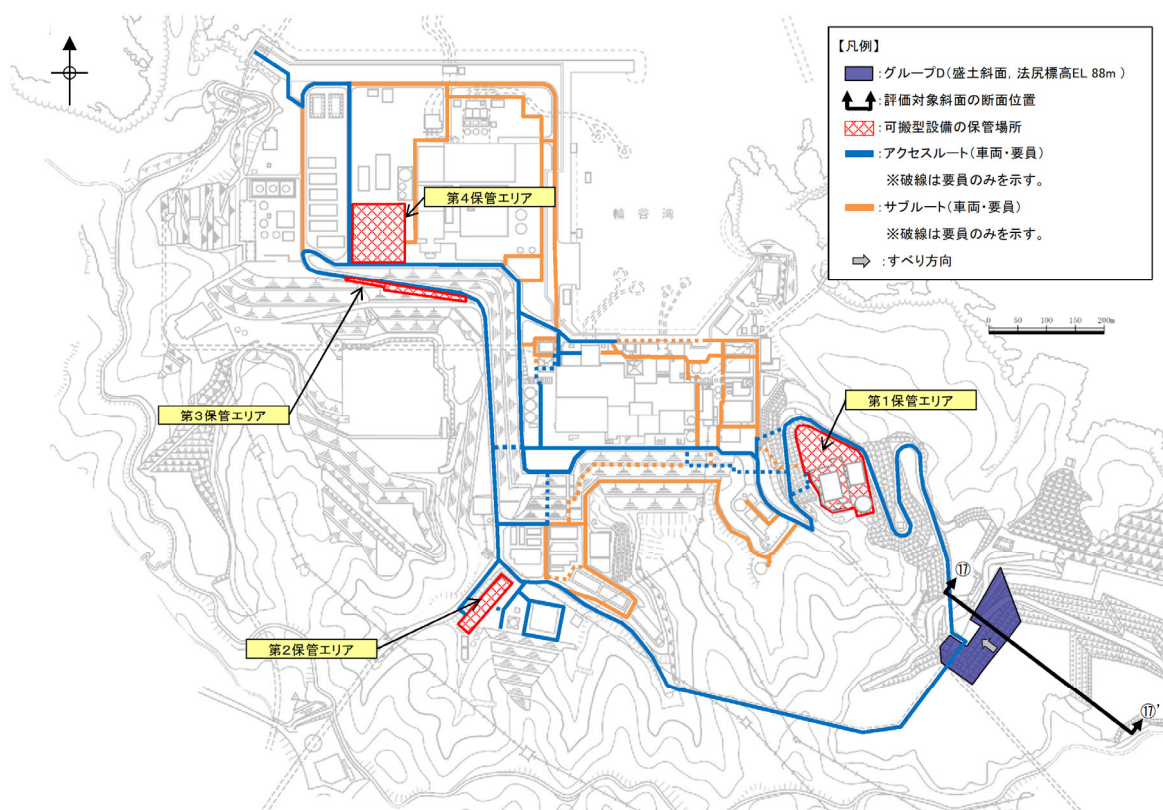 【凡例】
:グループD(盛土斜面，法尻標高EL 88m )
:評価対象斜面の断面位置
:可搬型設備の保管場所
:アクセスルート(車両・要員)
※破線は要員のみを示す。
:サブルート(車両・要員)
※破線は要員のみを示す。
:すべり方向
0 50 100 150 200m
第4保管エリア
輪谷湾
第3保管エリア
第1保管エリア
第2保管エリア
⑰
⑰'